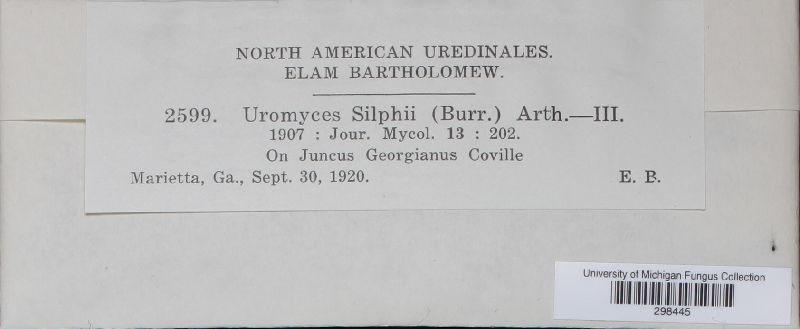 NORTH AMERICAN UREDINALES.
ELAM BARTHOLOMEW.
2599. Uromyces Silphii (Burr.) Arth.—III.
1907 : Jour. Mycol. 13 : 202.
On Juncus Georgianus Coville
Marietta, Ga., Sept. 30, 1920. E. B.
University of Michigan Fungus Collection
298445